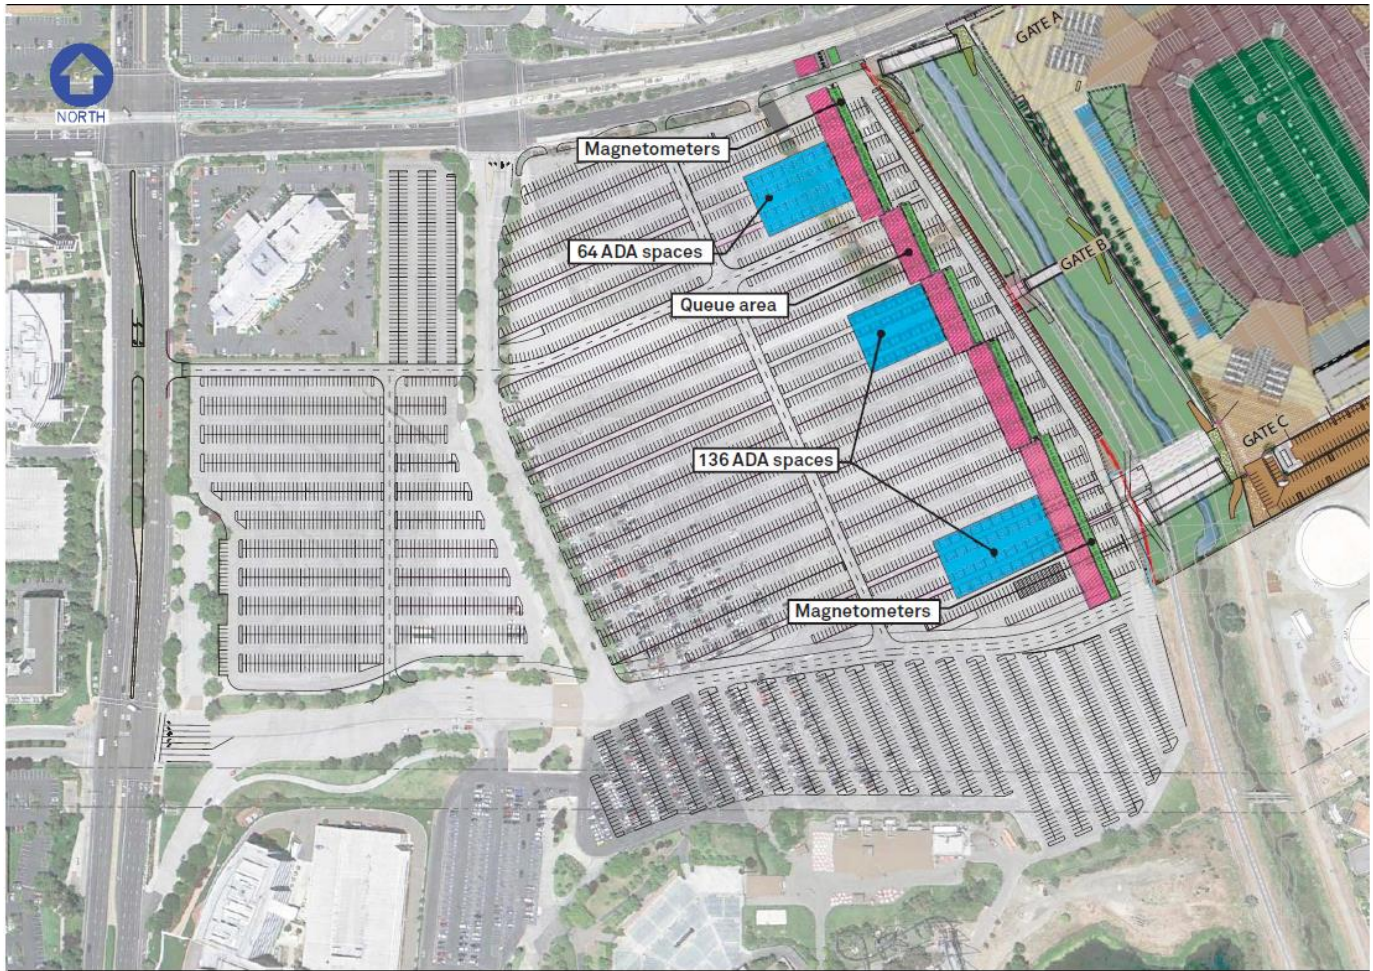 GATE A
NORTH
Magnetometers
64 ADA spaces
GATE B
Queue area
GATE C
136 ADA spaces
Magnetometers